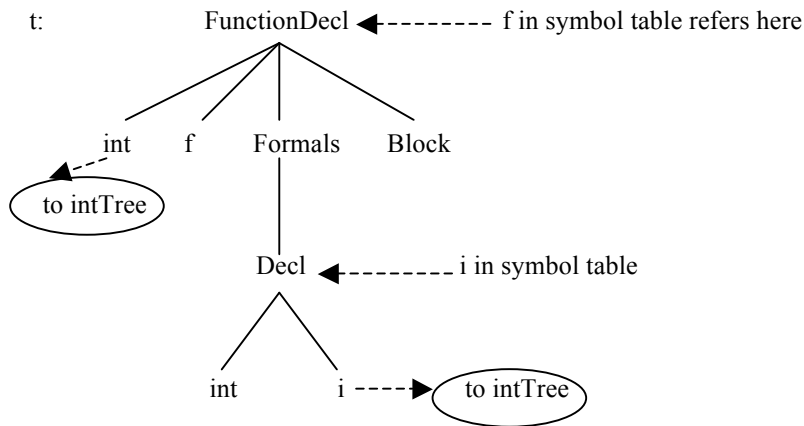 t: FunctionDecl f in symbol table refers here
int f Formals Block
to intTree
Decl i in symbol table
int i to intTree